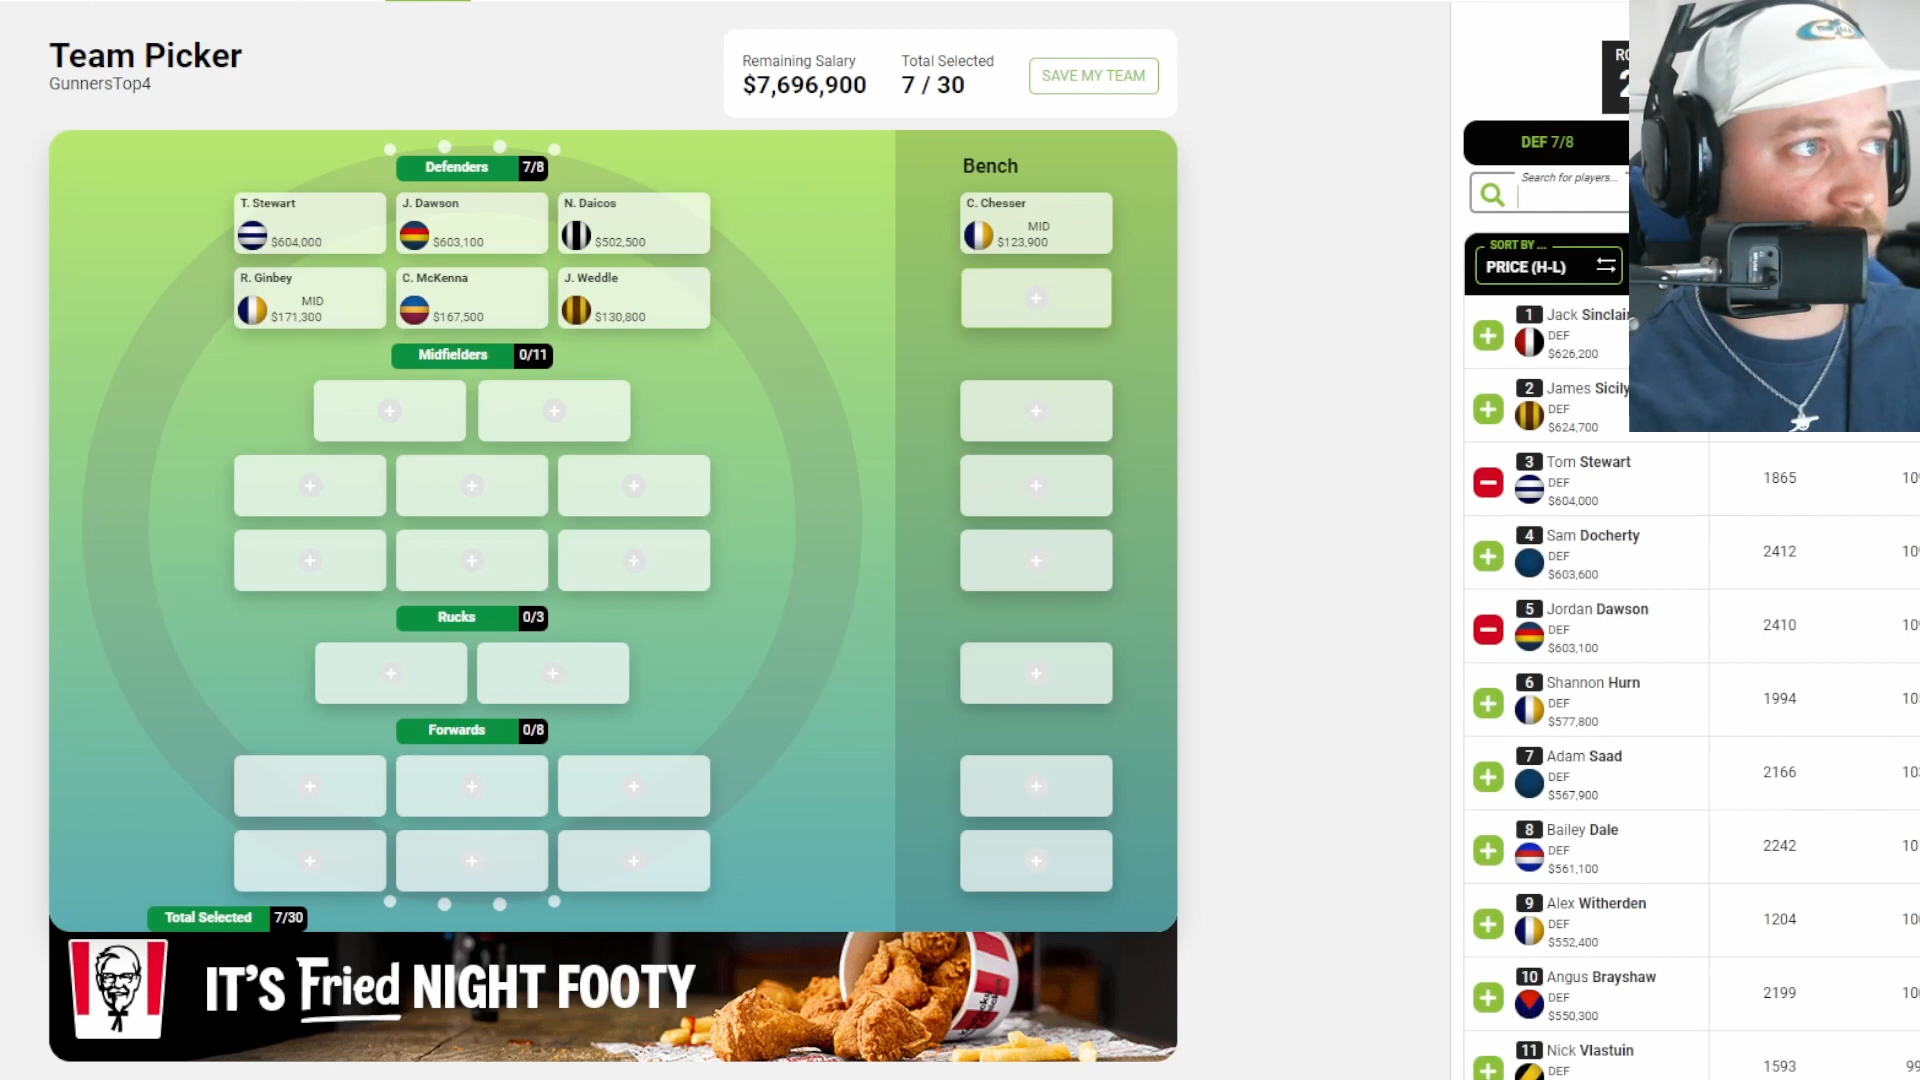 Team Picker
GunnersTop4
Remaining Salary
$7,696,900
Total Selected
7 / 30
SAVE MY TEAM
Defenders 7/8
Bench
T. Stewart
$604,000
J. Dawson
$603,100
N. Daicos
$502,500
C. Chesser
MID
$123,900
R. Ginbey
MID
$171,300
C. McKenna
$167,500
J. Weddle
$130,800
Midfielders 0/11
Rucks 0/3
Forwards 0/8
Total Selected 7/30
IT'S Fried NIGHT FOOTY
DEF 7/8
Search for players...
SORT BY ...
PRICE (H-L)
1 Jack Sinclair
DEF
$626,200
2 James Sicily
DEF
$624,700
3 Tom Stewart
DEF
$604,000
1865
4 Sam Docherty
DEF
$603,600
2412
5 Jordan Dawson
DEF
$603,100
2410
6 Shannon Hurn
DEF
$577,800
1994
7 Adam Saad
DEF
$567,900
2166
8 Bailey Dale
DEF
$561,100
2242
9 Alex Witherden
DEF
$552,400
1204
10 Angus Brayshaw
DEF
$550,300
2199
11 Nick Vlastuin
DEF
1593